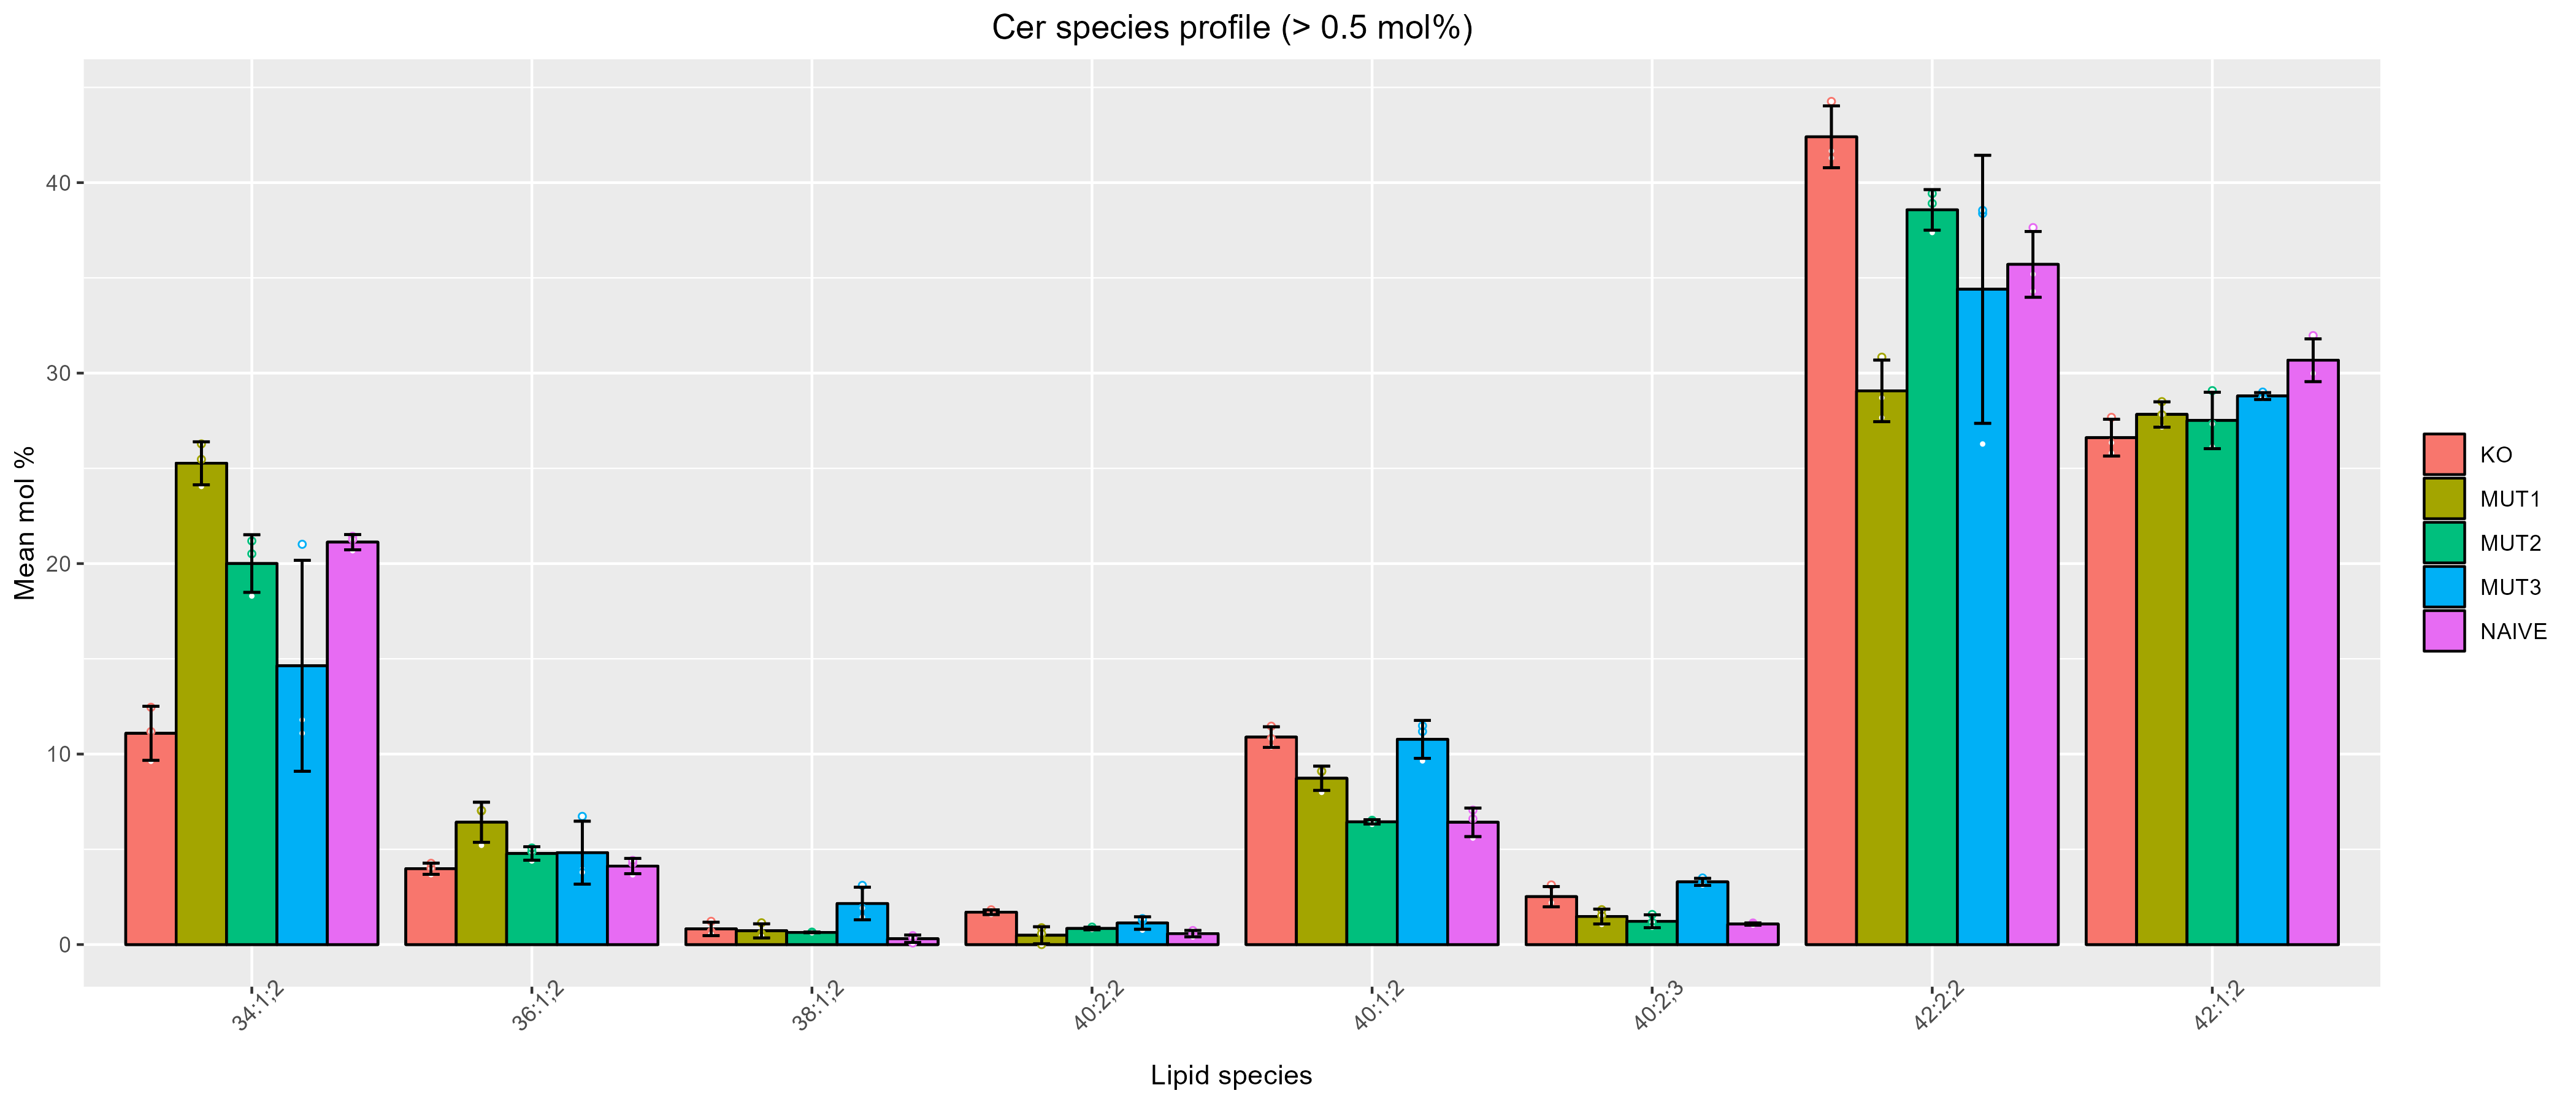 Cer species profile (> 0.5 mol%)
Mean mol %
40
30
20
10
0
34:1;2
36:1;2
38:1;2
40:2;2
40:1;2
40:2;3
42:2;2
42:1;2
Lipid species
KO
MUT1
MUT2
MUT3
NAIVE